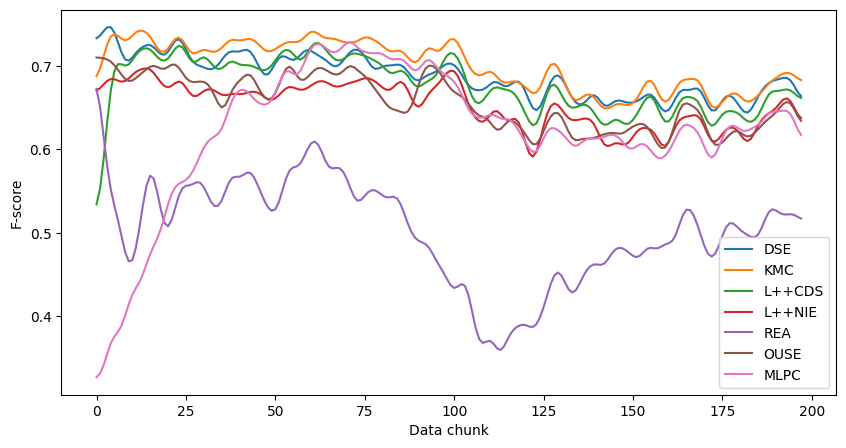 F-score
0.7
0.6
0.5
0.4
0 25 50 75 100 125 150 175 200
Data chunk
DSE
KMC
L++CDS
L++NIE
REA
OUSE
MLPC